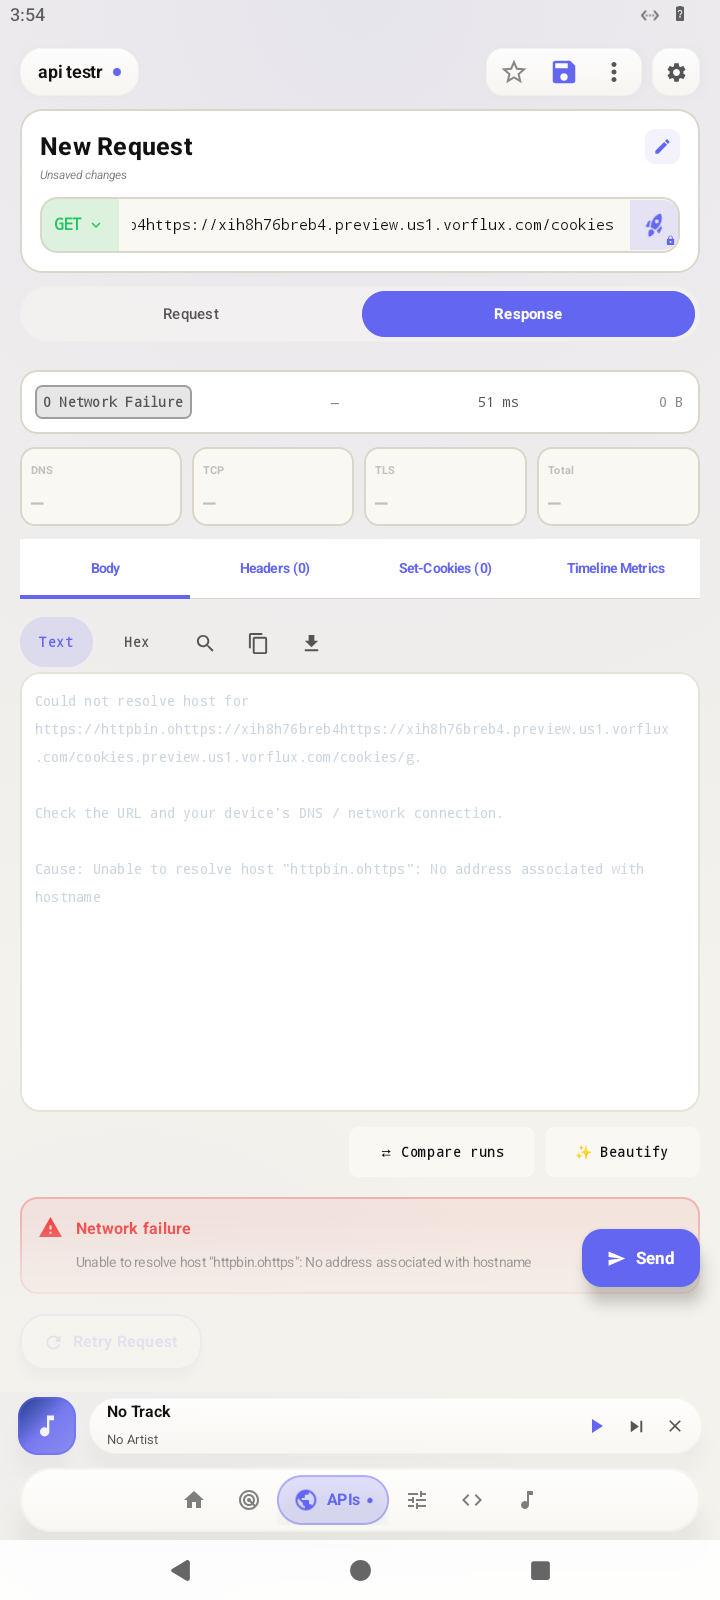 3:54
api testr
New Request
Unsaved changes
GET
https://xih8h76breb4.preview.us1.vorflux.com/cookies
Request
Response
0 Network Failure
—
51 ms
0 B
DNS
TCP
TLS
Total
—
—
—
—
Body
Headers (0)
Set-Cookies (0)
Timeline Metrics
Text
Hex
Could not resolve host for
https://httpbin.ohttps://xih8h76breb4https://xih8h76breb4.preview.us1.vorflux
.com/cookies.preview.us1.vorflux.com/cookies/g.
Check the URL and your device's DNS / network connection.
Cause: Unable to resolve host "httpbin.ohttps": No address associated with
hostname
⇄ Compare runs
✨ Beautify
Network failure
Unable to resolve host "httpbin.ohttps": No address associated with hostname
Send
Retry Request
No Track
No Artist
APIs